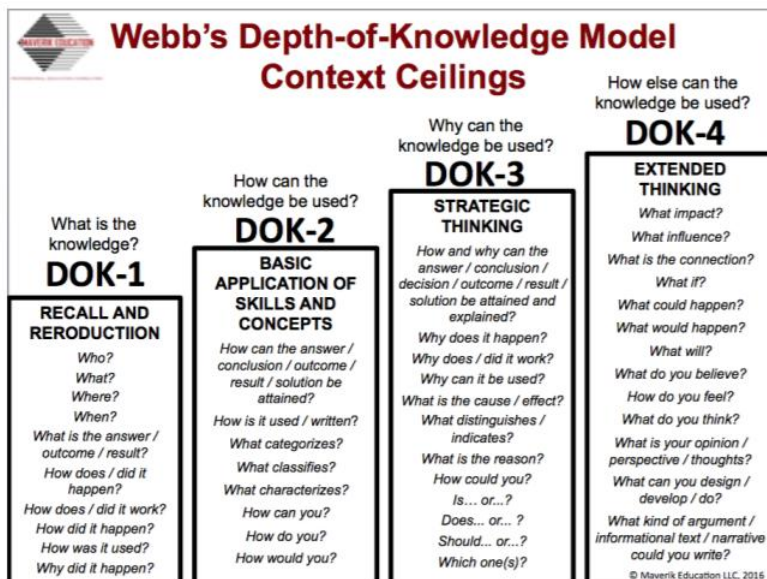 MAVERIK EDUCATION
Webb's Depth-of-Knowledge Model
Context Ceilings
What is the
knowledge?
DOK-1
RECALL AND
RERODUCTIION
Who?
What?
Where?
When?
What is the answer /
outcome / result?
How does / did it
happen?
How does / did it work?
How did it happen?
How was it used?
Why did it happen?
How can the
knowledge be used?
DOK-2
BASIC
APPLICATION OF
SKILLS AND
CONCEPTS
How can the answer /
conclusion / outcome /
result / solution be
attained?
How is it used / written?
What categorizes?
What classifies?
What characterizes?
How can you?
How do you?
How would you?
Why can the
knowledge be used?
DOK-3
STRATEGIC
THINKING
How and why can the
answer / conclusion /
decision / outcome / result /
solution be attained and
explained?
Why does it happen?
Why does / did it work?
Why can it be used?
What is the cause / effect?
What distinguishes /
indicates?
What is the reason?
How could you?
Is... or...?
Does... or... ?
Should... or...?
Which one(s)?
How else can the
knowledge be used?
DOK-4
EXTENDED
THINKING
What impact?
What influence?
What is the connection?
What if?
What could happen?
What would happen?
What will?
What do you believe?
How do you feel?
What do you think?
What is your opinion /
perspective / thoughts?
What can you design /
develop / do?
What kind of argument /
informational text / narrative
could you write?
© Maverik Education LLC, 2016